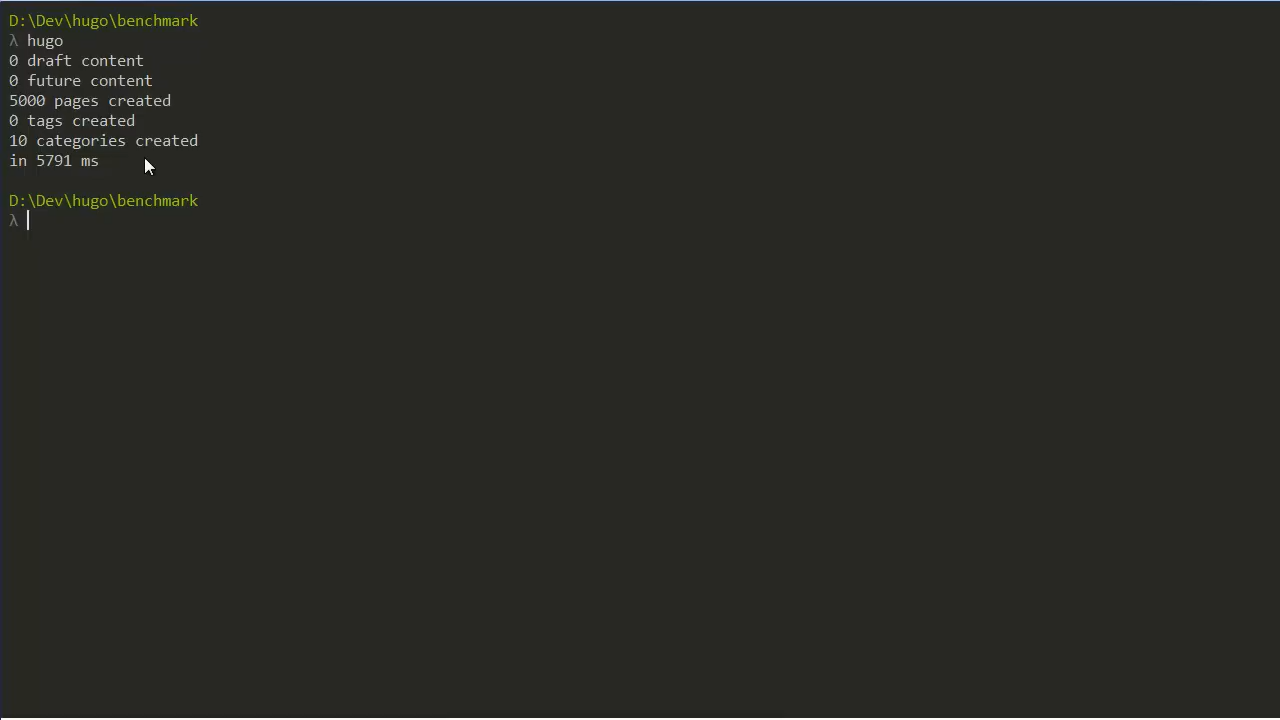 D:\Dev\hugo\benchmark
λ hugo
0 draft content
0 future content
5000 pages created
0 tags created
10 categories created
in 5791 ms
D:\Dev\hugo\benchmark
λ